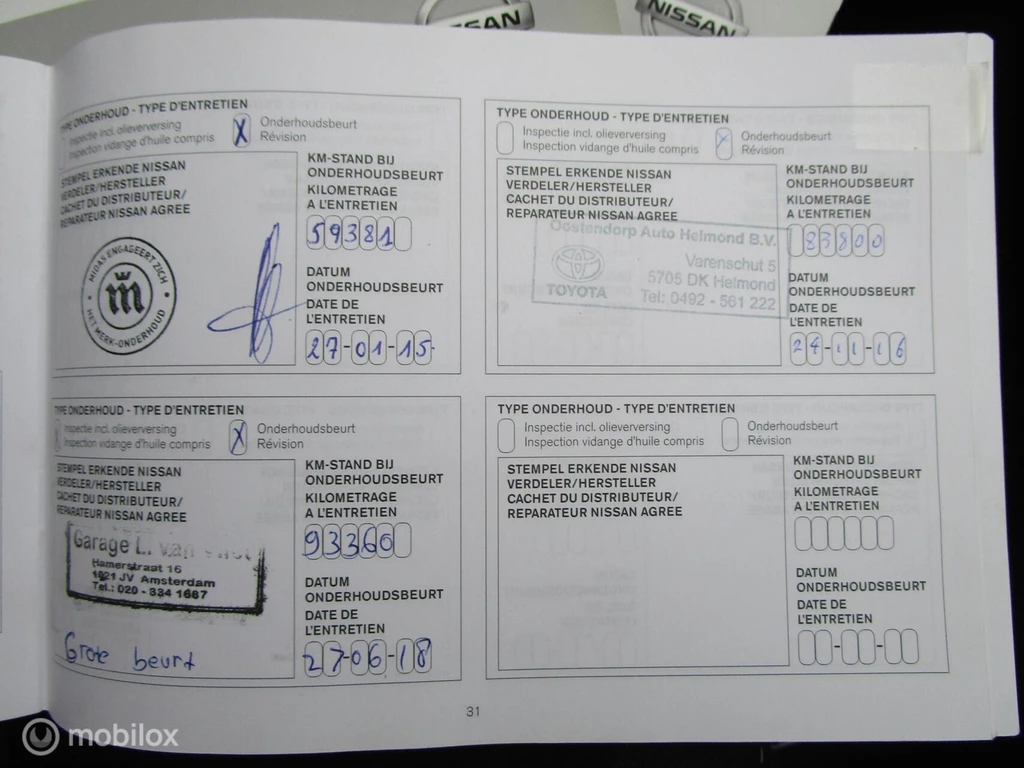 NISSAN
NISSAN
TYPE ONDERHOUD - TYPE D'ENTRETIEN
Inspectie incl. olieverversing
Inspection vidange d'huile compris
X
Onderhoudsbeurt
Révision
STEMPEL ERKENDE NISSAN
VERDELER/HERSTELLER
CACHET DU DISTRIBUTEUR/
REPARATEUR NISSAN AGREE
MIDAS ENGAGEERT ZICH
m
HET MERK-ONDERHOUD
KM-STAND BIJ
ONDERHOUDSBEURT
KILOMETRAGE
A L'ENTRETIEN
59381
DATUM
ONDERHOUDSBEURT
DATE DE
L'ENTRETIEN
27-01-15
TYPE ONDERHOUD - TYPE D'ENTRETIEN
Inspectie incl. olieverversing
Inspection vidange d'huile compris
X
Onderhoudsbeurt
Révision
STEMPEL ERKENDE NISSAN
VERDELER/HERSTELLER
CACHET DU DISTRIBUTEUR/
REPARATEUR NISSAN AGREE
Oostendorp Auto Helmond B.V.
Varenschut 5
5705 DK Helmond
TOYOTA
Tel: 0492 - 561 222
KM-STAND BIJ
ONDERHOUDSBEURT
KILOMETRAGE
A L'ENTRETIEN
83800
DATUM
ONDERHOUDSBEURT
DATE DE
L'ENTRETIEN
24-11-16
TYPE ONDERHOUD - TYPE D'ENTRETIEN
Inspectie incl. olieverversing
Inspection vidange d'huile compris
X
Onderhoudsbeurt
Révision
STEMPEL ERKENDE NISSAN
VERDELER/HERSTELLER
CACHET DU DISTRIBUTEUR/
REPARATEUR NISSAN AGREE
Garage L. van
Hamerstraat 16
1021 JV Amsterdam
Tel.: 020 - 334 1667
Grote beurt
KM-STAND BIJ
ONDERHOUDSBEURT
KILOMETRAGE
A L'ENTRETIEN
93360
DATUM
ONDERHOUDSBEURT
DATE DE
L'ENTRETIEN
27-06-18
TYPE ONDERHOUD - TYPE D'ENTRETIEN
Inspectie incl. olieverversing
Inspection vidange d'huile compris
Onderhoudsbeurt
Révision
STEMPEL ERKENDE NISSAN
VERDELER/HERSTELLER
CACHET DU DISTRIBUTEUR/
REPARATEUR NISSAN AGREE
KM-STAND BIJ
ONDERHOUDSBEURT
KILOMETRAGE
A L'ENTRETIEN
DATUM
ONDERHOUDSBEURT
DATE DE
L'ENTRETIEN
31
mobilox